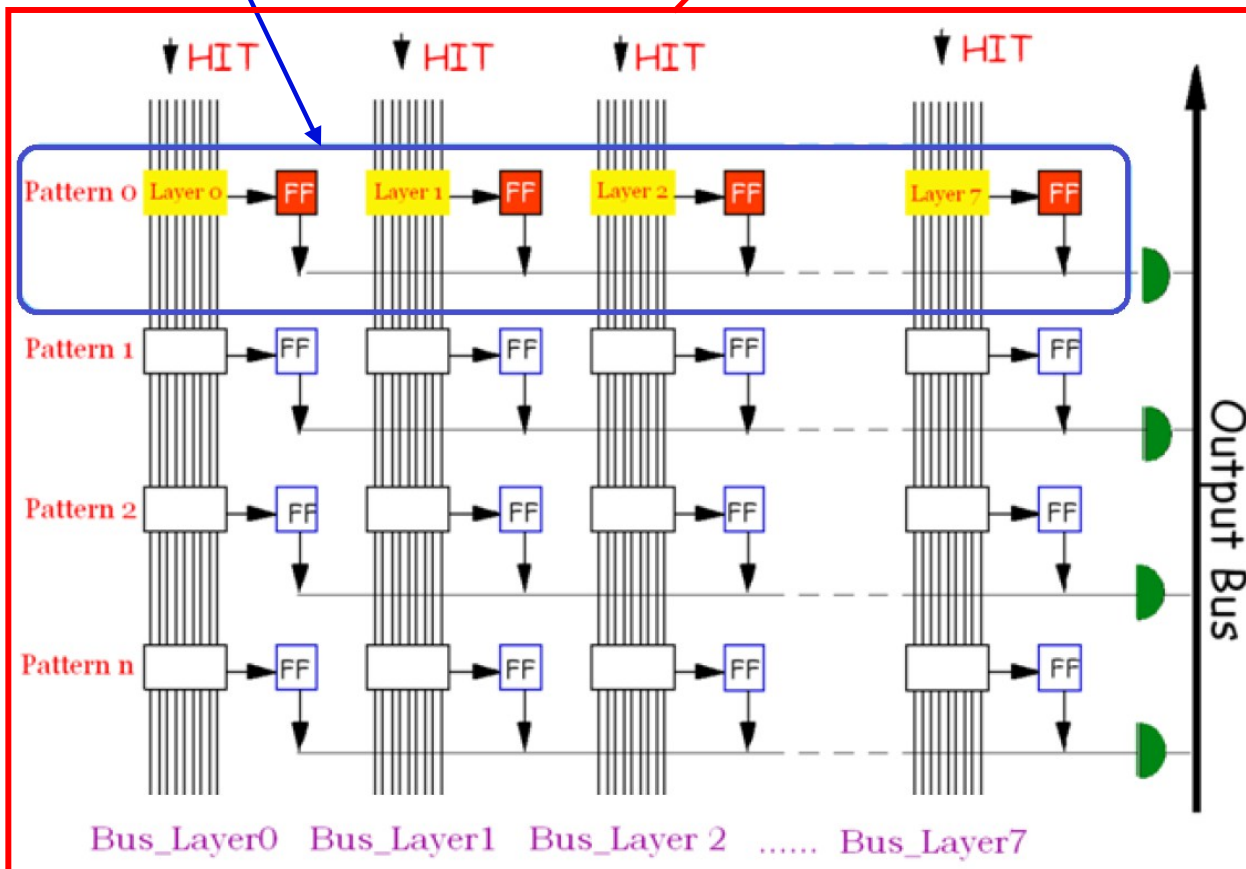 HIT HIT HIT HIT
Pattern 0 Layer 0 FF Layer 1 FF Layer 2 FF Layer 7 FF
Pattern 1 FF FF FF FF
Pattern 2 FF FF FF FF
Pattern n FF FF FF FF
Output Bus
Bus_Layer0 Bus_Layer1 Bus_Layer 2 ...... Bus_Layer7